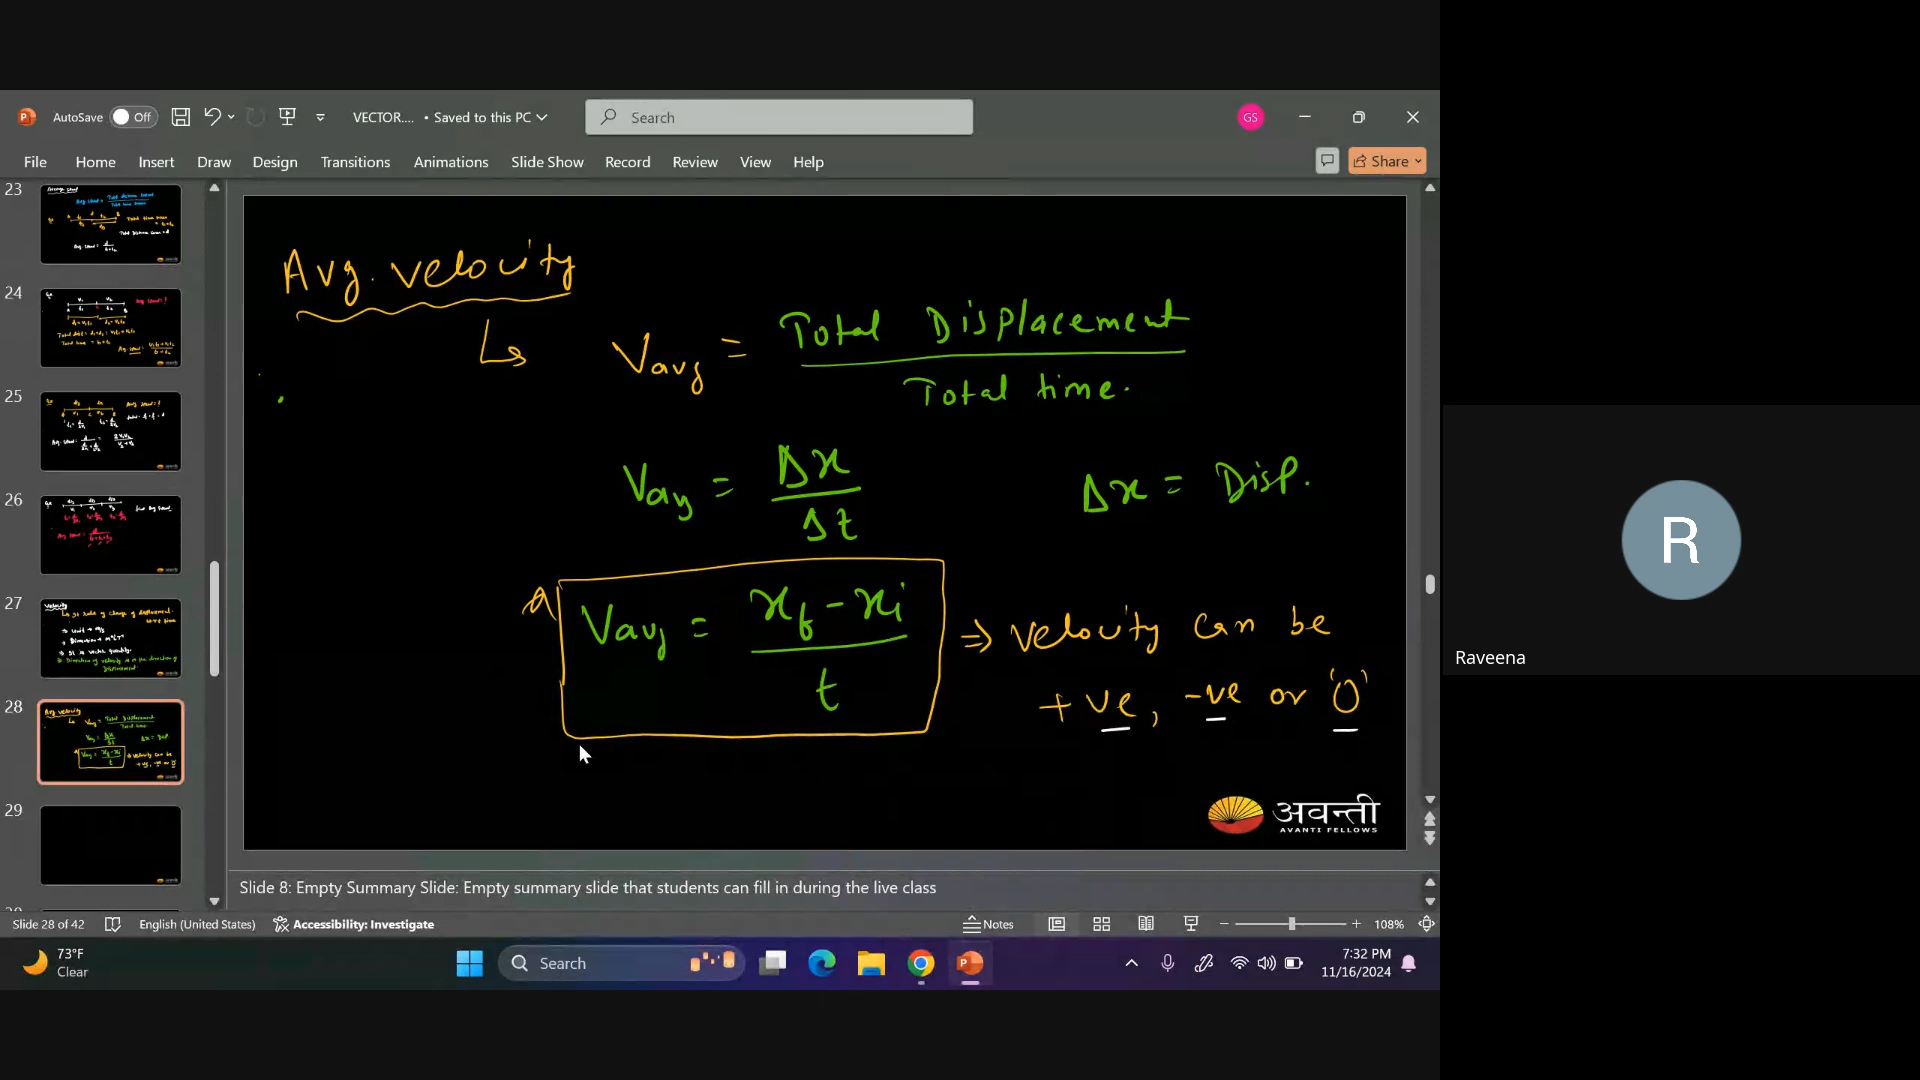 AutoSave Off VECTOR.... • Saved to this PC Search GS
File Home Insert Draw Design Transitions Animations Slide Show Record Review View Help Share
23
24
25
26
27
28
29
Avg. velocity
Vavg = Total Displacement / Total time.
Vavg = Δx / Δt Δx = Disp.
Vavg = xf - xi / t ⇒ velocity can be
+ve, -ve or '0'
अवन्ती
AVANTI FELLOWS
Raveena
R
Slide 8: Empty Summary Slide: Empty summary slide that students can fill in during the live class
Slide 28 of 42 English (United States) Accessibility: Investigate Notes 108%
73°F
Clear
Search
7:32 PM
11/16/2024